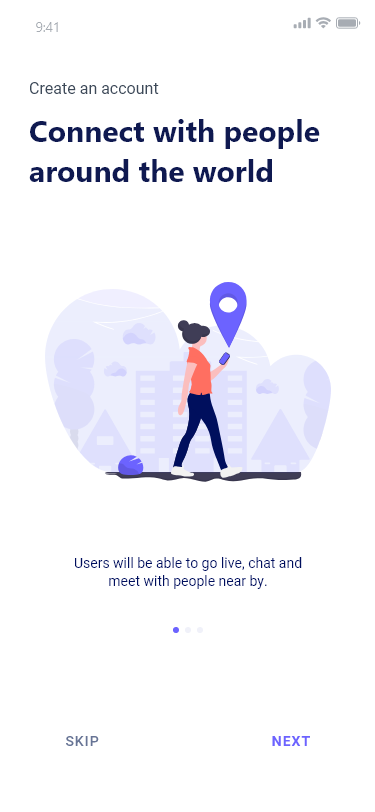 9:41
Create an account
Connect with people
around the world
Users will be able to go live, chat and
meet with people near by.
SKIP
NEXT